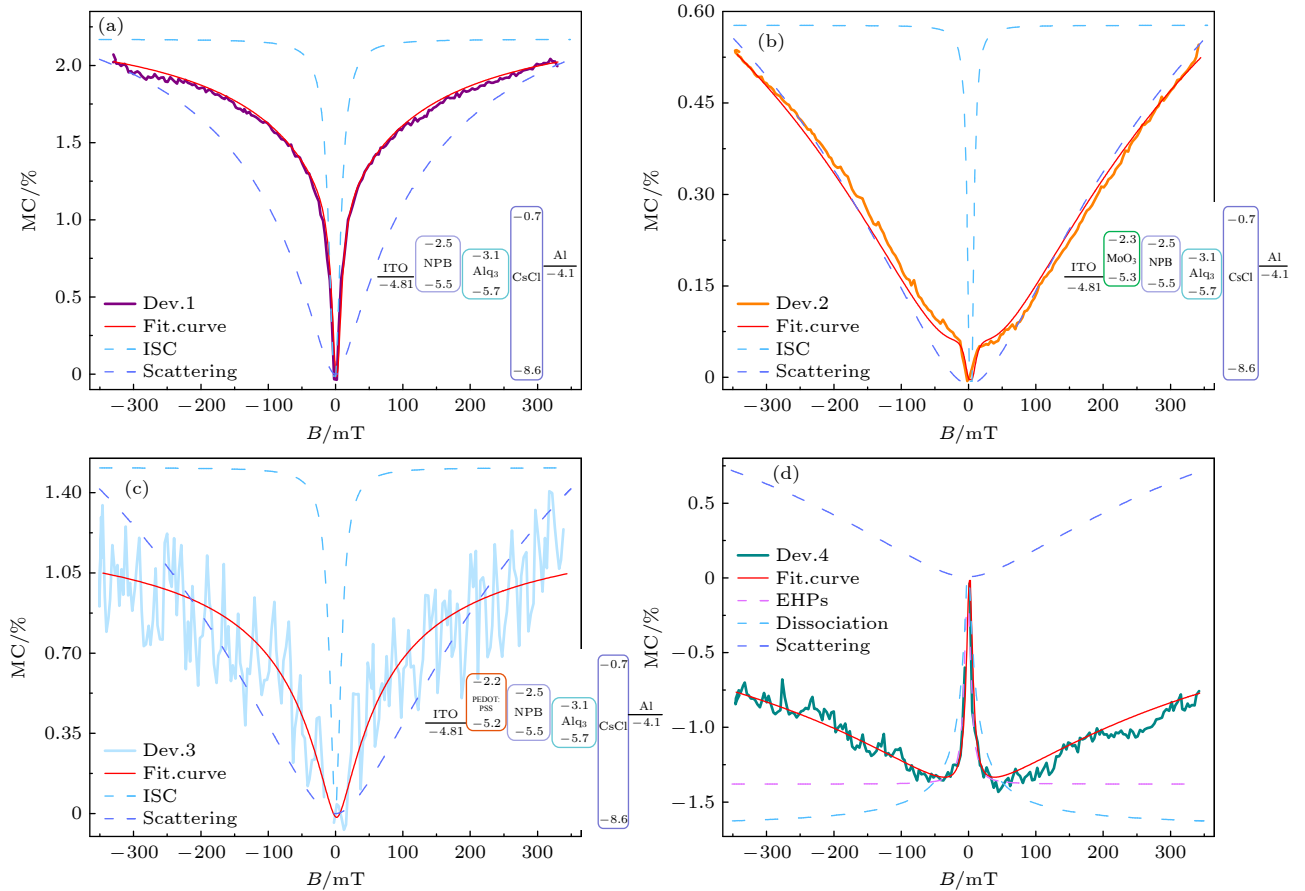 (a)
MC/%
2.0
1.5
1.0
0.5
0
−300 −200 −100 0 100 200 300
B/mT
Dev.1
Fit.curve
ISC
Scattering
ITO
−4.81
−2.5
NPB
−5.5
−3.1
Alq3
−5.7
−0.7
CsCl
−8.6
Al
−4.1
(b)
MC/%
0.60
0.45
0.30
0.15
0
−300 −200 −100 0 100 200 300
B/mT
Dev.2
Fit.curve
ISC
Scattering
ITO
−4.81
−2.3
MoO3
−5.3
−2.5
NPB
−5.5
−3.1
Alq3
−5.7
−0.7
CsCl
−8.6
Al
−4.1
(c)
MC/%
1.40
1.05
0.70
0.35
0
−300 −200 −100 0 100 200 300
B/mT
Dev.3
Fit.curve
ISC
Scattering
ITO
−4.81
−2.2
PEDOT:
PSS
−5.2
−2.5
NPB
−5.5
−3.1
Alq3
−5.7
−0.7
CsCl
−8.6
Al
−4.1
(d)
MC/%
0.5
0
−0.5
−1.0
−1.5
−300 −200 −100 0 100 200 300
B/mT
Dev.4
Fit.curve
EHPs
Dissociation
Scattering